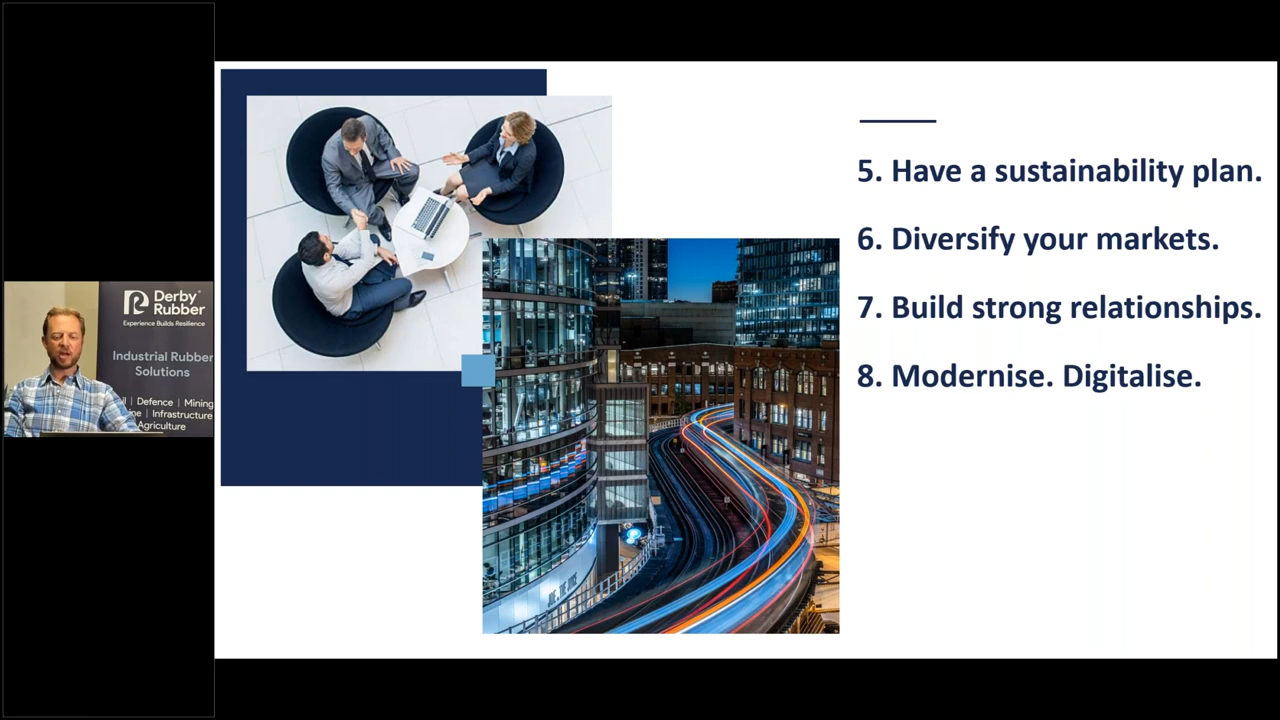 Derby®
Rubber
Experience Builds Resilience
Industrial Rubber
Solutions
| Defence | Mining
| Infrastructure
Agriculture
5. Have a sustainability plan.
6. Diversify your markets.
7. Build strong relationships.
8. Modernise. Digitalise.